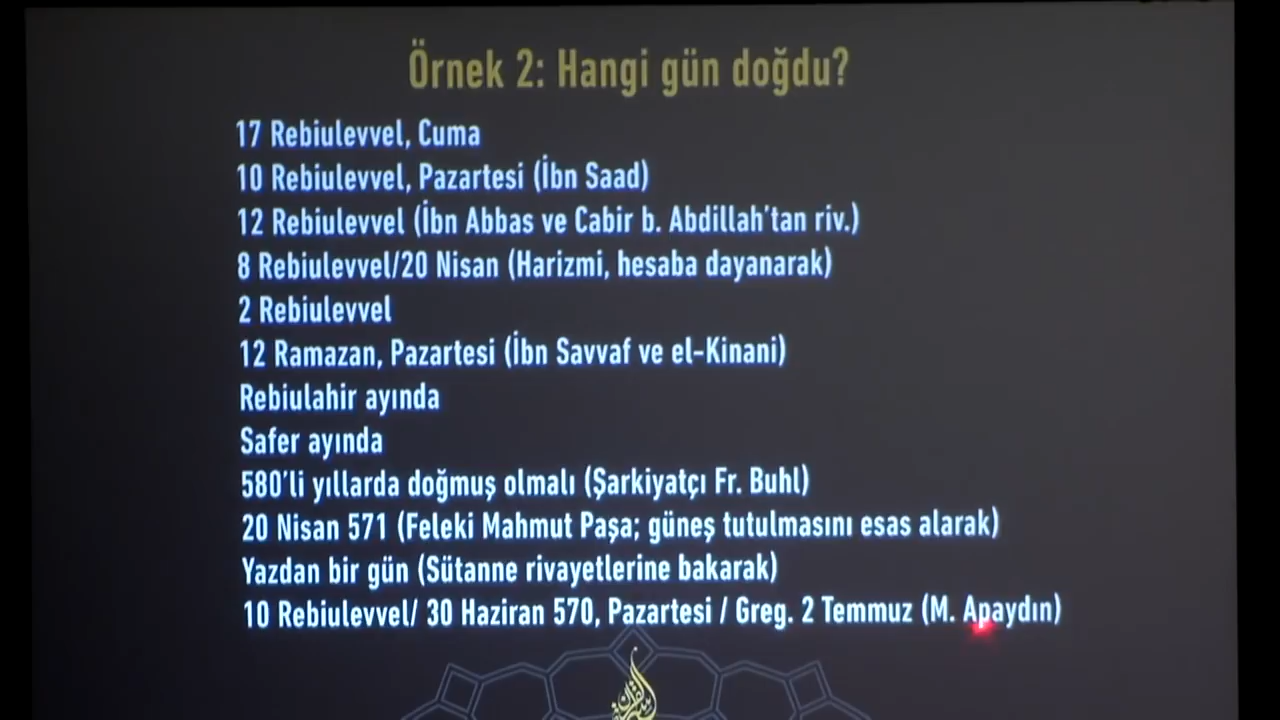 Örnek 2: Hangi gün doğdu?
17 Rebiulevvel, Cuma
10 Rebiulevvel, Pazartesi (İbn Saad)
12 Rebiulevvel (İbn Abbas ve Cabir b. Abdillah'tan riv.)
8 Rebiulevvel/20 Nisan (Harizmi, hesaba dayanarak)
2 Rebiulevvel
12 Ramazan, Pazartesi (İbn Savvaf ve el-Kinani)
Rebiulahir ayında
Safer ayında
580'li yıllarda doğmuş olmalı (Şarkiyatçı Fr. Buhl)
20 Nisan 571 (Feleki Mahmut Paşa; güneş tutulmasını esas alarak)
Yazdan bir gün (Sütanne rivayetlerine bakarak)
10 Rebiulevvel/ 30 Haziran 570, Pazartesi / Greg. 2 Temmuz (M. Apaydın)